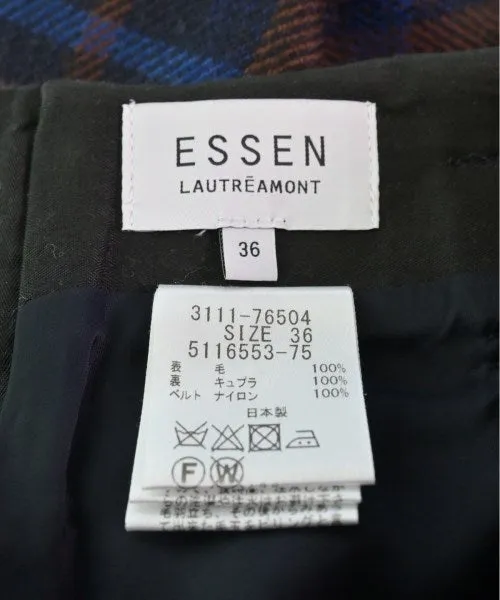 ESSEN
LAUTRĒAMONT
36
3111-76504
SIZE 36
5116553-75
表 毛 100%
裏 キュプラ 100%
ベルト ナイロン 100%
日本製
F W